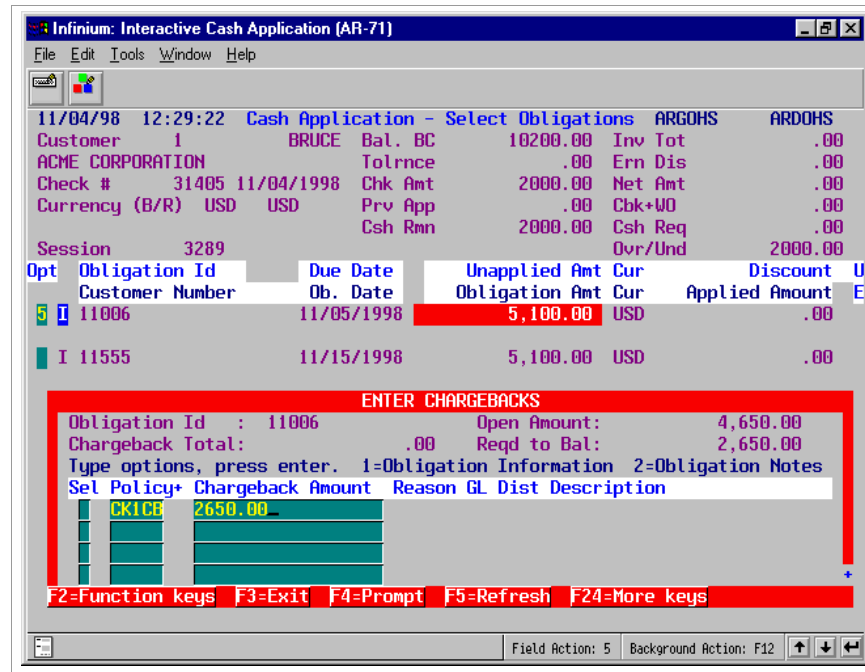 Infinium: Interactive Cash Application (AR-71)
File Edit Tools Window Help
11/04/98 12:29:22 Cash Application - Select Obligations ARGOHS ARDOHS
Customer 1 BRUCE Bal. BC 10200.00 Inv Tot .00
ACME CORPORATION Tolrnce .00 Ern Dis .00
Check # 31405 11/04/1998 Chk Amt 2000.00 Net Amt .00
Currency (B/R) USD USD Prv App .00 Cbk+WO .00
Csh Rmn 2000.00 Csh Req .00
Session 3289 Ovr/Und 2000.00
Opt Obligation Id Due Date Unapplied Amt Cur Discount U
Customer Number Ob. Date Obligation Amt Cur Applied Amount E
5 I 11006 11/05/1998 5,100.00 USD .00
I 11555 11/15/1998 5,100.00 USD .00
ENTER CHARGEBACKS
Obligation Id : 11006 Open Amount: 4,650.00
Chargeback Total: .00 Reqd to Bal: 2,650.00
Type options, press enter. 1=Obligation Information 2=Obligation Notes
Sel Policy+ Chargeback Amount Reason GL Dist Description
CK1CB 2650.00_
+
F2=Function keys F3=Exit F4=Prompt F5=Refresh F24=More keys
Field Action: 5 Background Action: F12